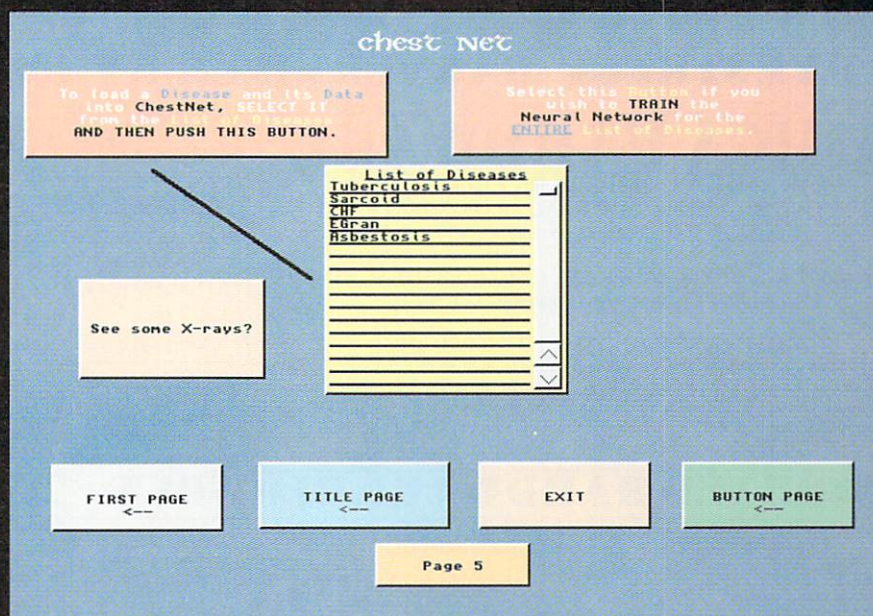 chest Net
To load a Disease and its Data
into ChestNet, SELECT IT
from the List of Diseases
AND THEN PUSH THIS BUTTON.
Select this Button if you
wish to TRAIN the
Neural Network for the
ENTIRE List of Diseases.
List of Diseases
Tuberculosis
Sarcoid
CHF
EGran
Asbestosis
See some X-rays?
FIRST PAGE
<--
TITLE PAGE
<--
EXIT
BUTTON PAGE
<--
Page 5